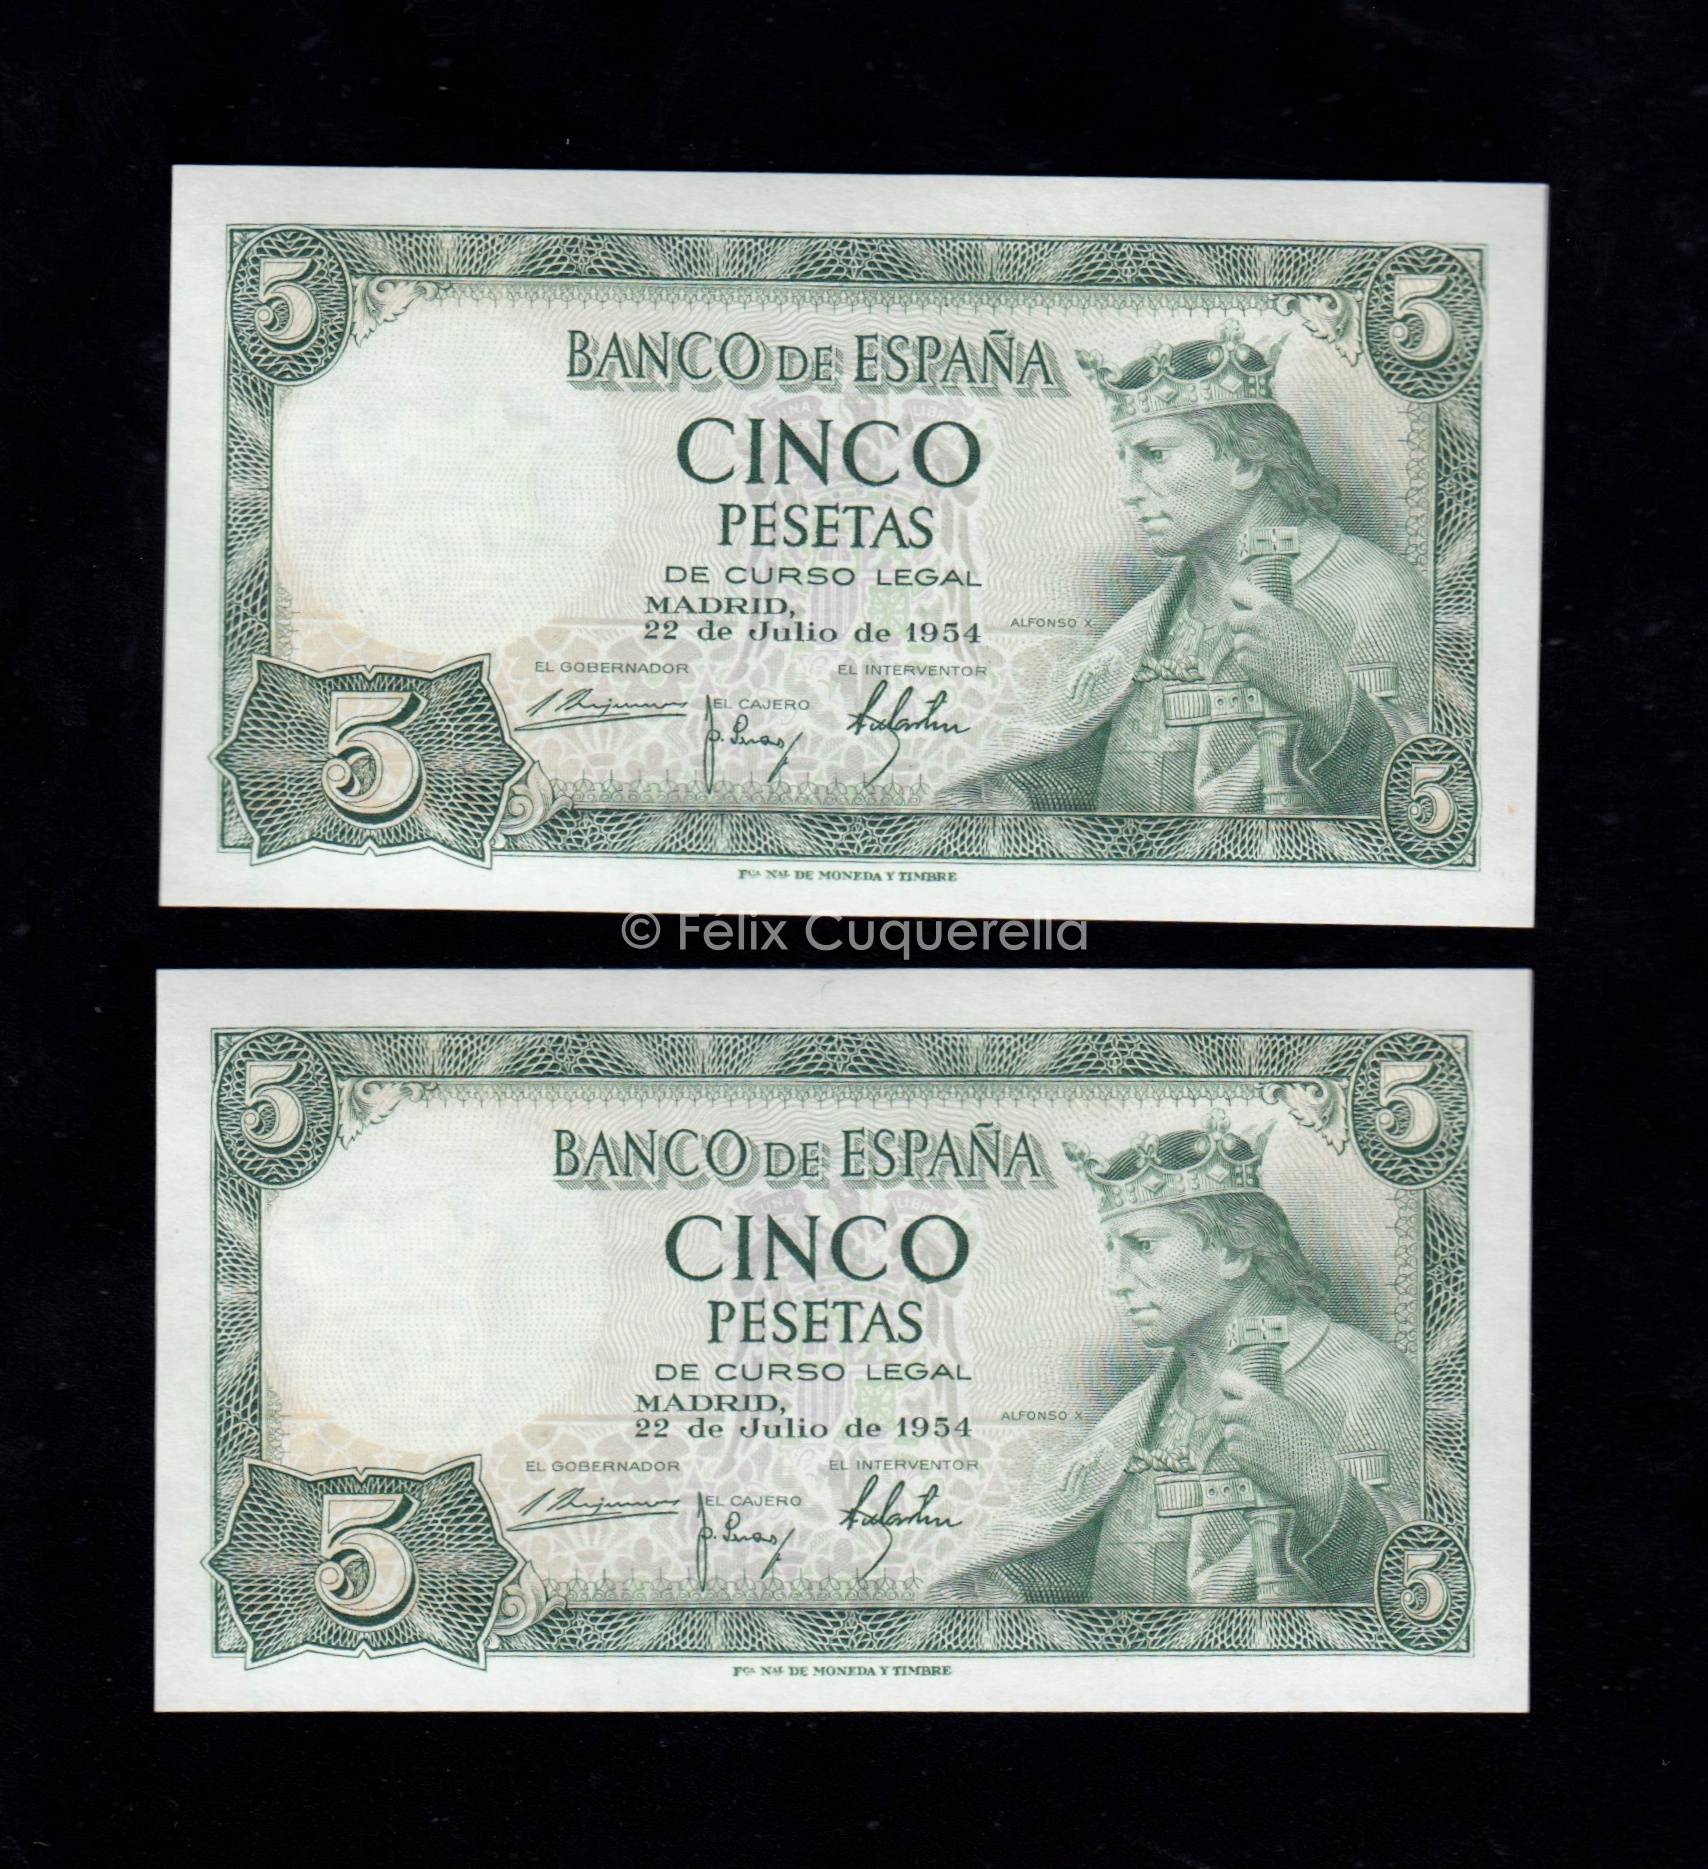 5
5
BANCO DE ESPAÑA
CINCO
PESETAS
DE CURSO LEGAL
MADRID,
22 de Julio de 1954
ALFONSO X
EL GOBERNADOR
EL INTERVENTOR
EL CAJERO
5
5
Fca Nal DE MONEDA Y TIMBRE
© Félix Cuquerella
5
5
BANCO DE ESPAÑA
CINCO
PESETAS
DE CURSO LEGAL
MADRID,
22 de Julio de 1954
ALFONSO X
EL GOBERNADOR
EL INTERVENTOR
EL CAJERO
5
5
Fca Nal DE MONEDA Y TIMBRE